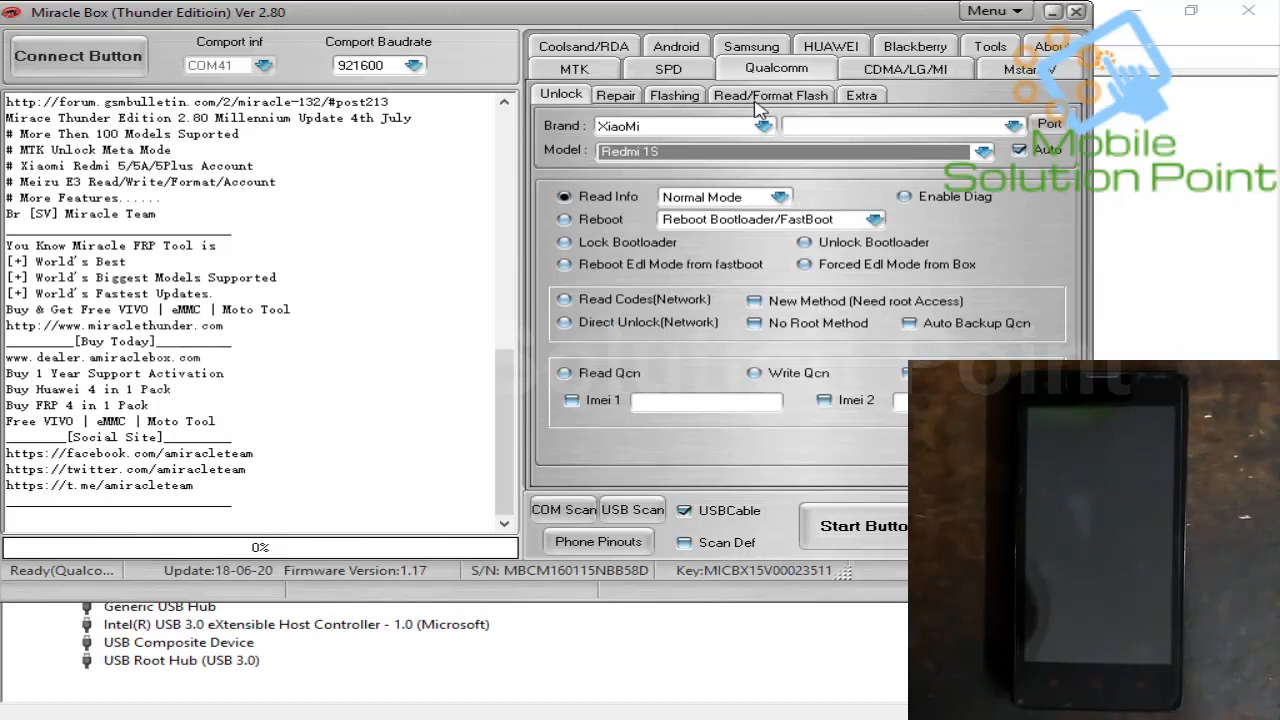 Miracle Box (Thunder Editioin) Ver 2.80
Menu
Connect Button
Comport inf
Comport Baudrate
COM41
921600
http://forum.gsmbulletin.com/2/miracle-132/#post213
Mirace Thunder Edition 2.80 Millennium Update 4th July
# More Then 100 Models Suported
# MTK Unlock Meta Mode
# Xiaomi Redmi 5/5A/5Plus Account
# Meizu E3 Read/Write/Format/Account
# More Features......
Br [SV] Miracle Team
You Know Miracle FRP Tool is
[+] World's Best
[+] World's Biggest Models Supported
[+] World's Fastest Updates.
Buy & Get Free VIVO | eMMC | Moto Tool
http://www.miraclethunder.com
[Buy Today]
www.dealer.amiraclebox.com
Buy 1 Year Support Activation
Buy Huawei 4 in 1 Pack
Buy FRP 4 in 1 Pack
Free VIVO | eMMC | Moto Tool
[Social Site]
https://facebook.com/amiracleteam
https://twitter.com/amiracleteam
https://t.me/amiracleteam
0%
Coolsand/RDA Android Samsung HUAWEI Blackberry Tools
MTK SPD Qualcomm CDMA/LG/MI
Unlock Repair Flashing Read/Format Flash Extra
Brand : XiaoMi Port
Model : Redmi 1S Auto
Mobile
Solution Point
Read Info Normal Mode Enable Diag
Reboot Reboot Bootloader/FastBoot
Lock Bootloader Unlock Bootloader
Reboot Edl Mode from fastboot Forced Edl Mode from Box
Read Codes(Network) New Method (Need root Access)
Direct Unlock(Network) No Root Method Auto Backup Qcn
Solution Point
Read Qcn Write Qcn
Imei 1 Imei 2
COM Scan USB Scan USBCable
Phone Pinouts Scan Def
Start Butto
Ready(Qualco... Update:18-06-20 Firmware Version:1.17 S/N: MBCM160115NBB58D Key:MICBX15V00023511
Generic USB Hub
Intel(R) USB 3.0 eXtensible Host Controller - 1.0 (Microsoft)
USB Composite Device
USB Root Hub (USB 3.0)